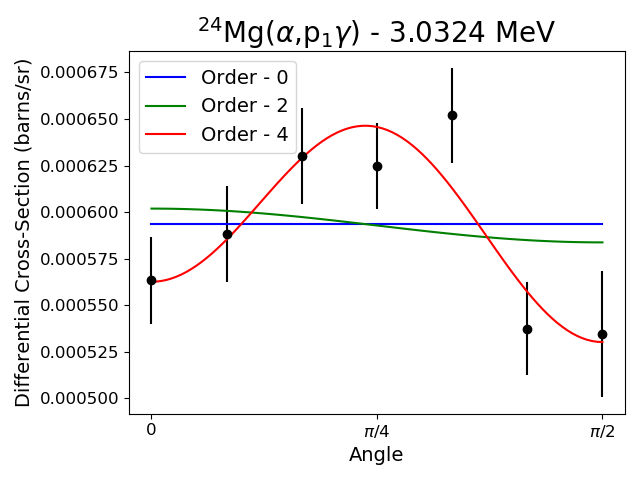 ²⁴Mg(α,p₁γ) - 3.0324 MeV
Differential Cross-Section (barns/sr)
0.000675
0.000650
0.000625
0.000600
0.000575
0.000550
0.000525
0.000500
Order - 0
Order - 2
Order - 4
0
π/4
π/2
Angle